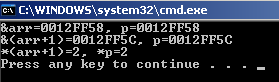 C:\WINDOWS\system32\cmd.exe
&arr=0012FF58, p=0012FF58
&(arr+1)=0012FF5C, p=0012FF5C
*(arr+1)=2, *p=2
Press any key to continue . . .